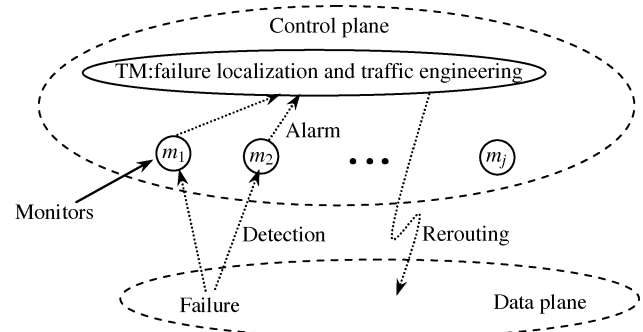 Control plane
TM:failure localization and traffic engineering
Alarm
m1
m2
mj
Monitors
Detection
Rerouting
Failure
Data plane